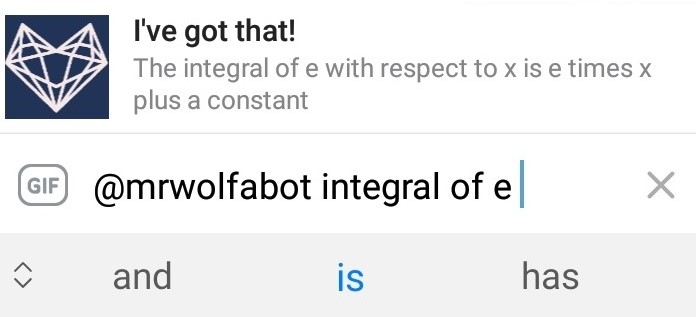 I've got that!
The integral of e with respect to x is e times x
plus a constant
GIF @mrwolfabot integral of e
and is has